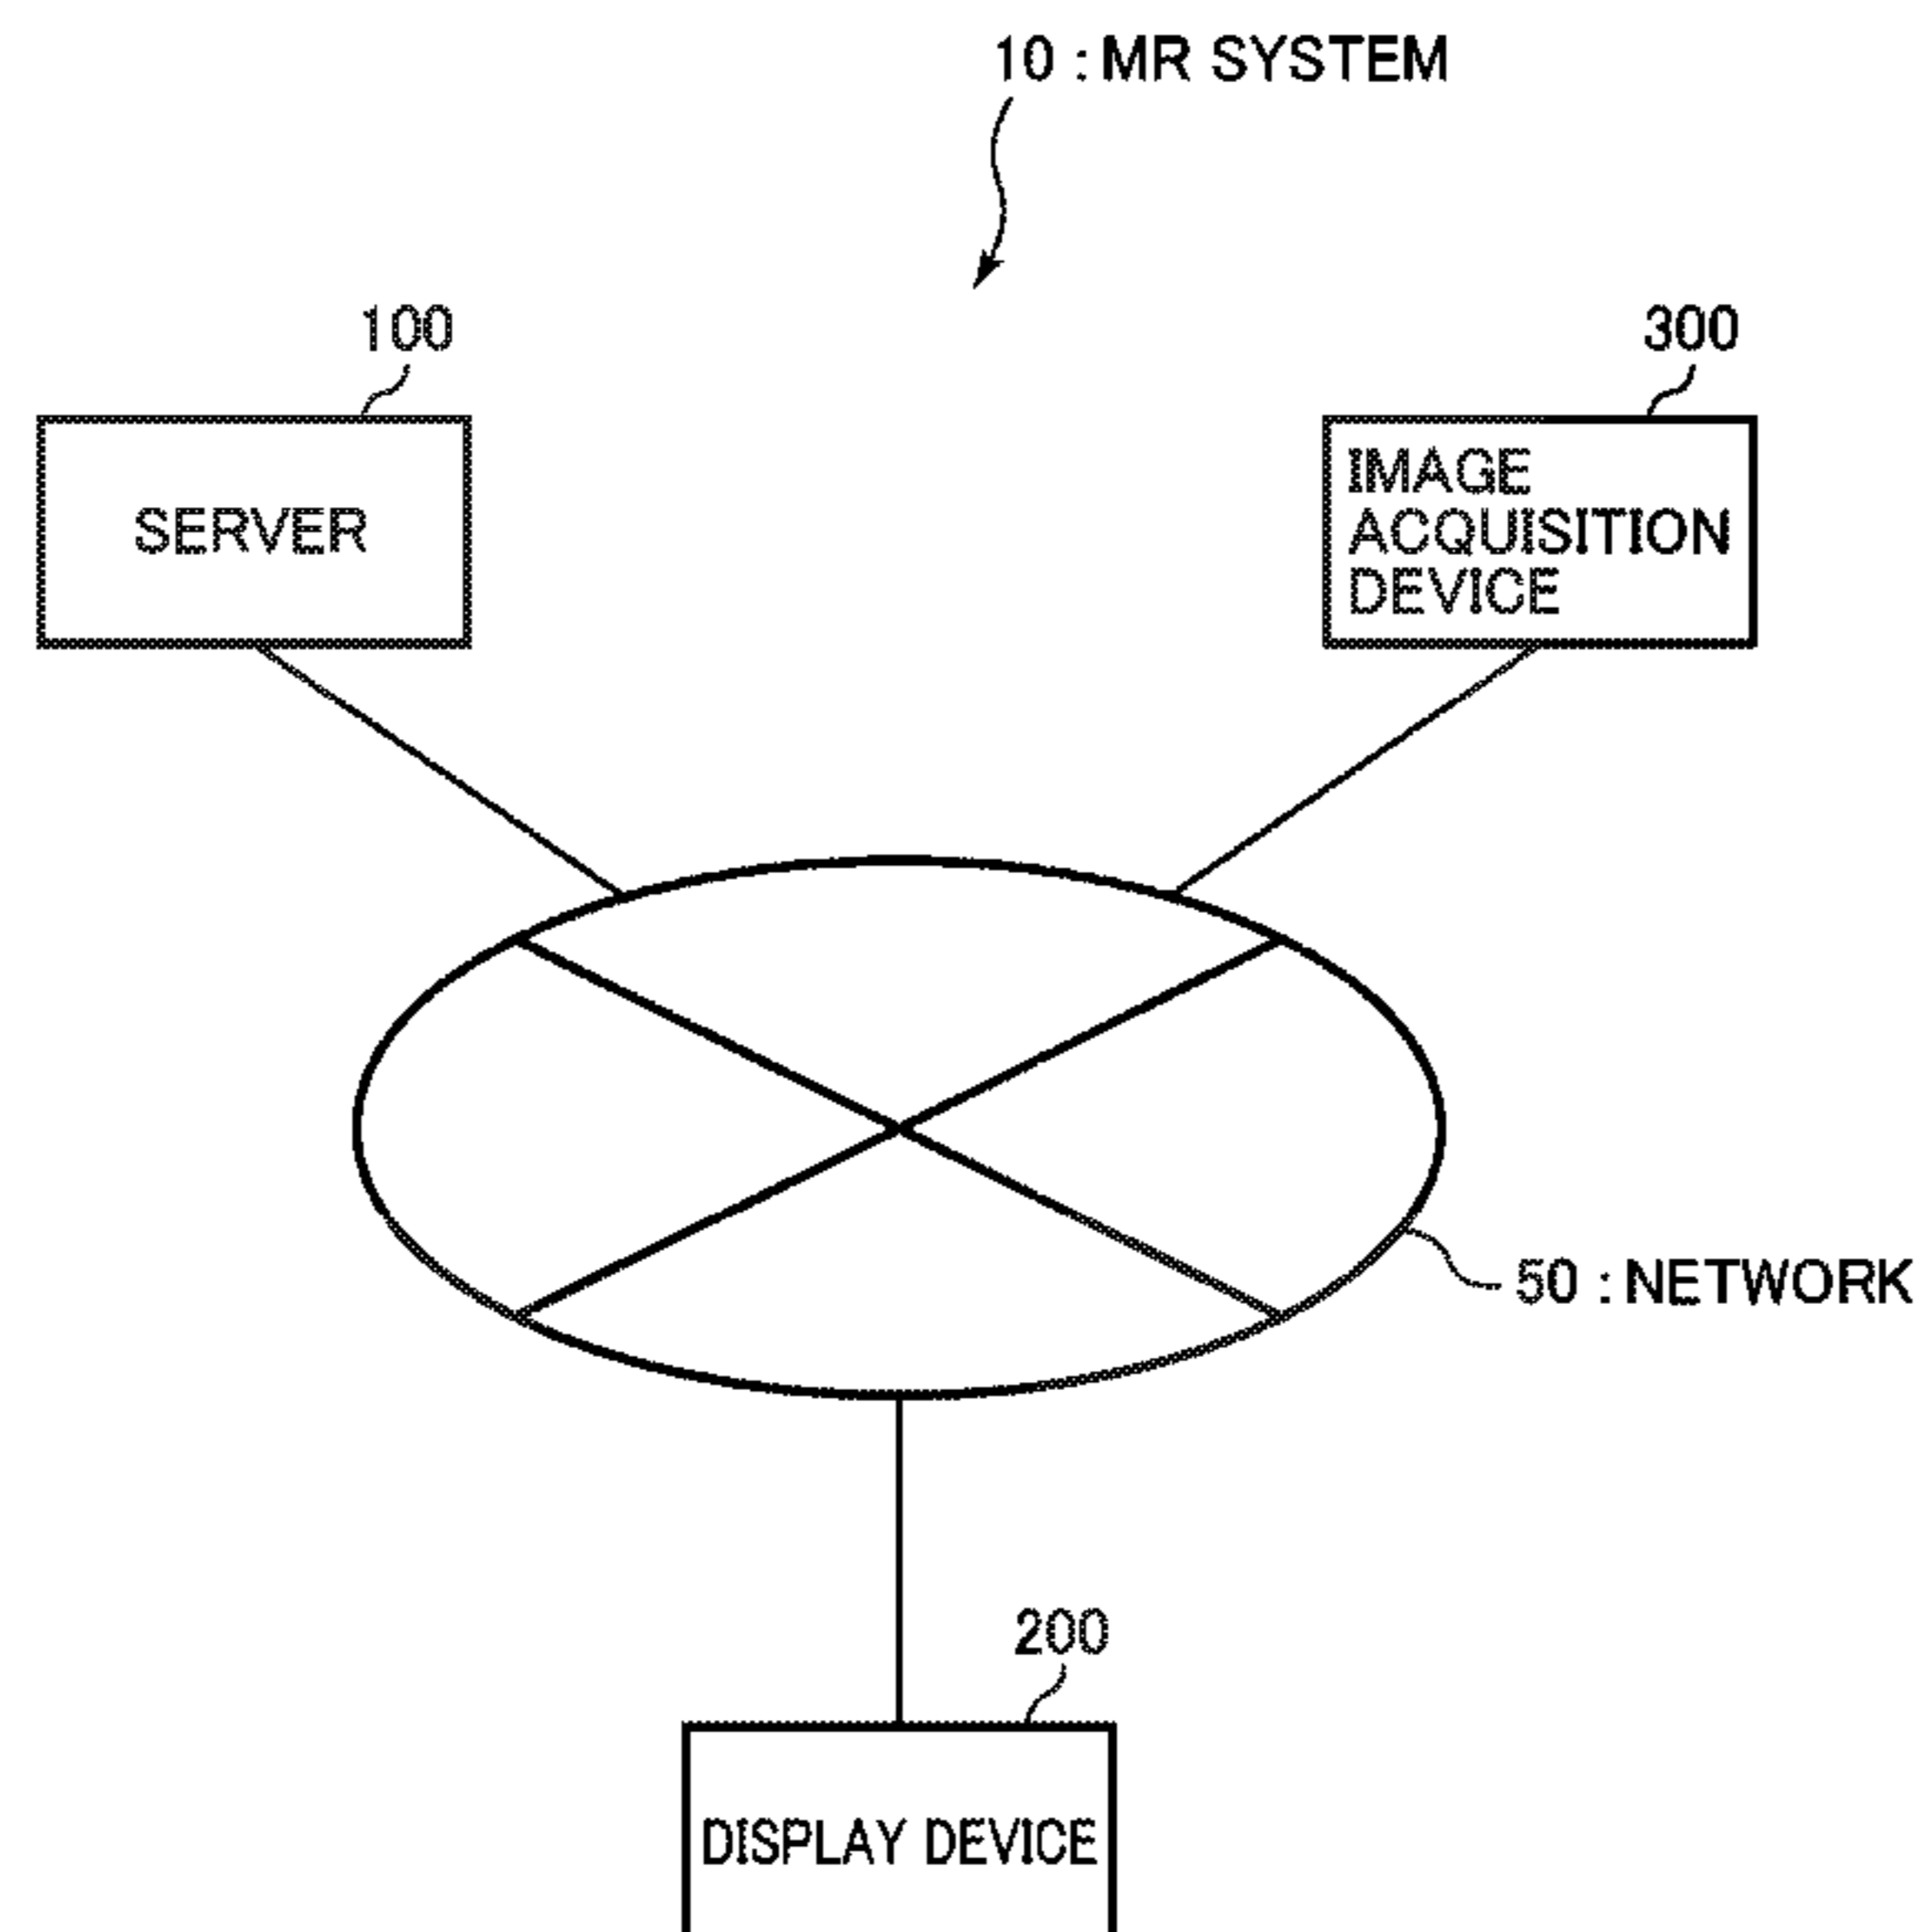 10 : MR SYSTEM
100
300
SERVER
IMAGE
ACQUISITION
DEVICE
50 : NETWORK
200
DISPLAY DEVICE